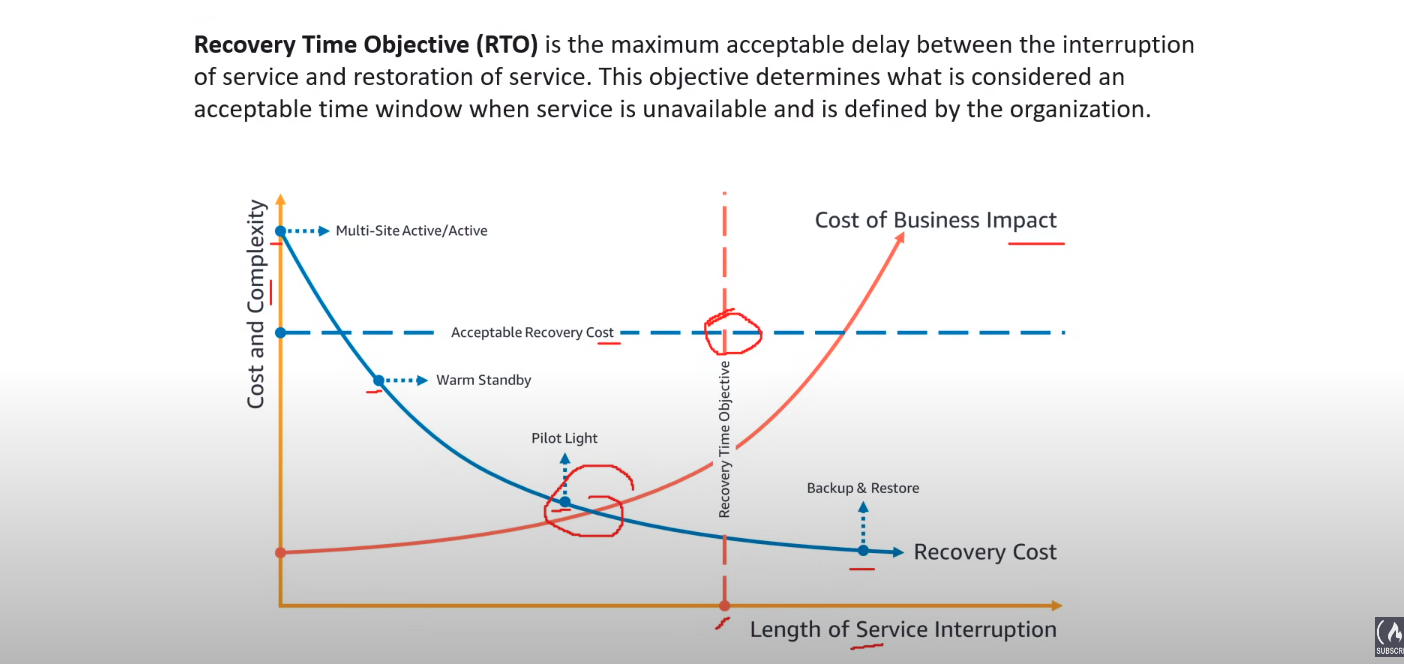 Recovery Time Objective (RTO) is the maximum acceptable delay between the interruption
of service and restoration of service. This objective determines what is considered an
acceptable time window when service is unavailable and is defined by the organization.
Cost and Complexity
Multi-Site Active/Active
Cost of Business Impact
Acceptable Recovery Cost
Warm Standby
Recovery Time Objective
Pilot Light
Backup & Restore
Recovery Cost
Length of Service Interruption